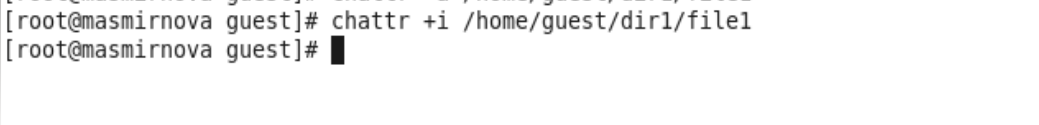 [root@masmirnova guest]# chattr +i /home/guest/dir1/file1
[root@masmirnova guest]#